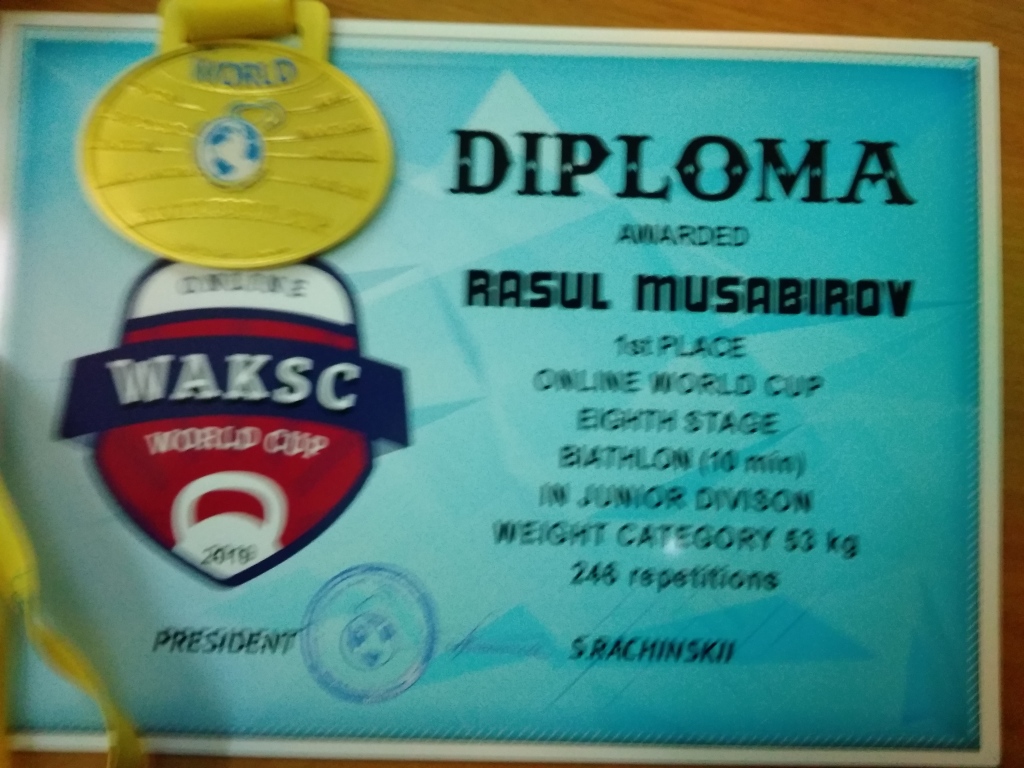 WORLD
ONLINE
WAKSC
WORLD CUP
2019
DIPLOMA
AWARDED
RASUL MUSABIROV
1st PLACE
ONLINE WORLD CUP
EIGHTH STAGE
BIATHLON (10 min)
IN JUNIOR DIVISON
WEIGHT CATEGORY 53 kg
246 repetitions
PRESIDENT
S.RACHINSKII